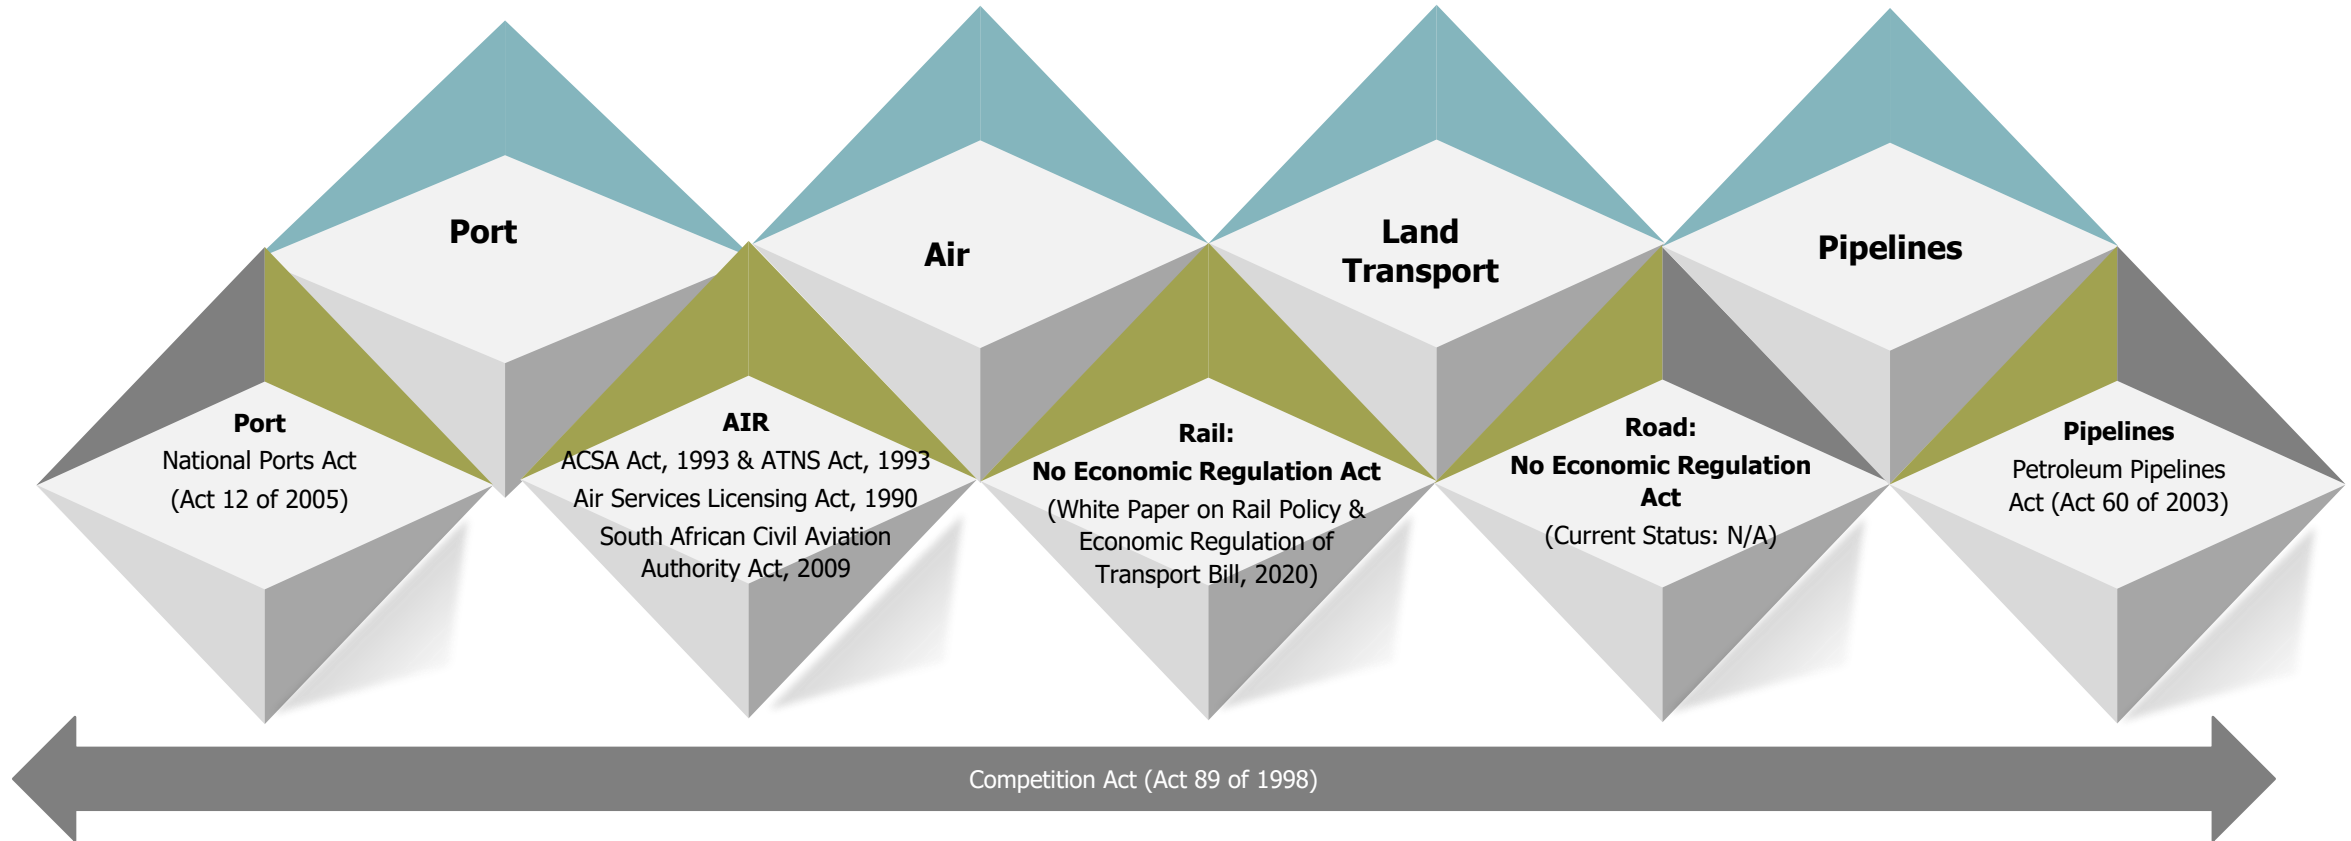 Port
Air
Land
Transport
Pipelines
Port
National Ports Act
(Act 12 of 2005)
AIR
ACSA Act, 1993 & ATNS Act, 1993
Air Services Licensing Act, 1990
South African Civil Aviation
Authority Act, 2009
Rail:
No Economic Regulation Act
(White Paper on Rail Policy &
Economic Regulation of
Transport Bill, 2020)
Road:
No Economic Regulation
Act
(Current Status: N/A)
Pipelines
Petroleum Pipelines
Act (Act 60 of 2003)
Competition Act (Act 89 of 1998)